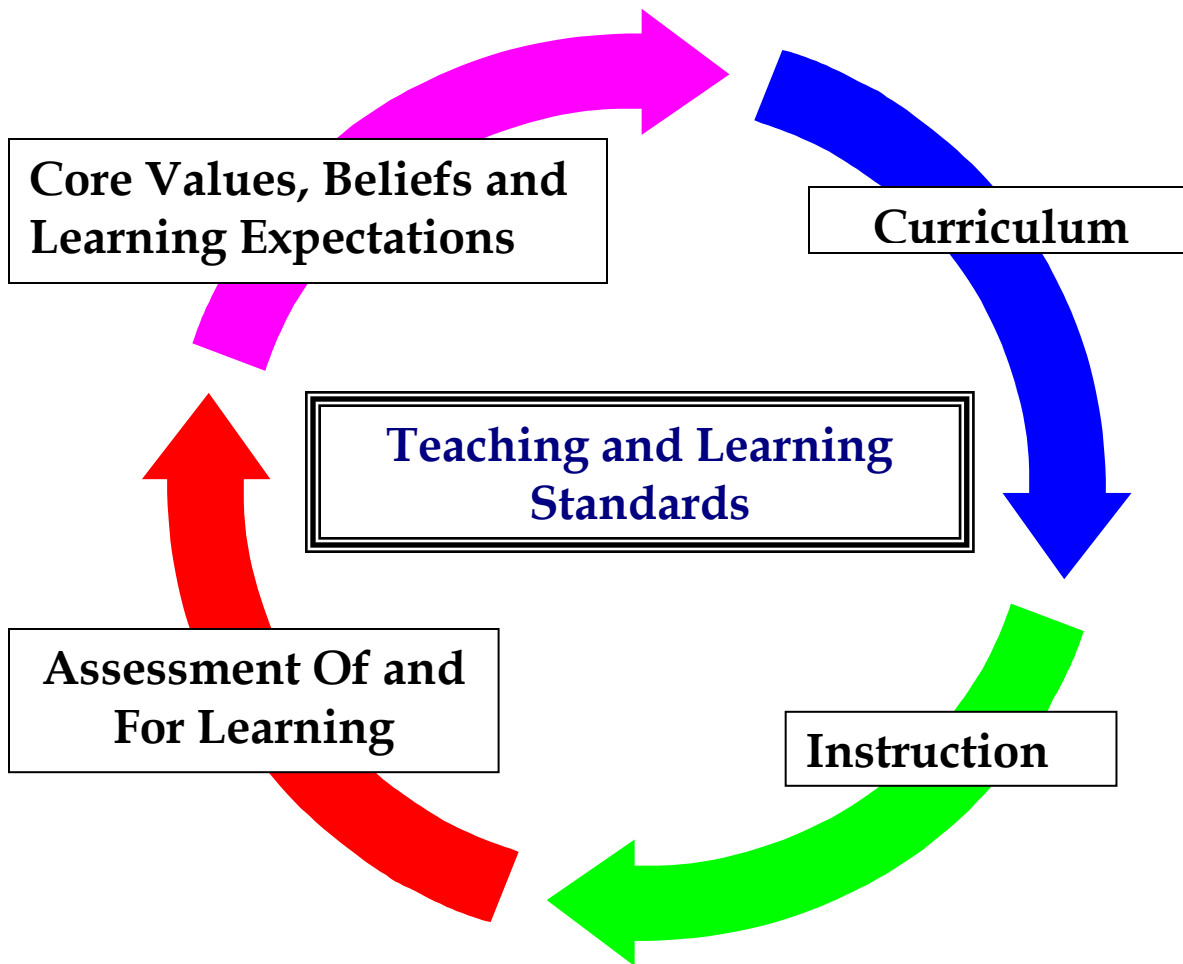 Core Values, Beliefs and
Learning Expectations
Curriculum
Teaching and Learning
Standards
Assessment Of and
For Learning
Instruction